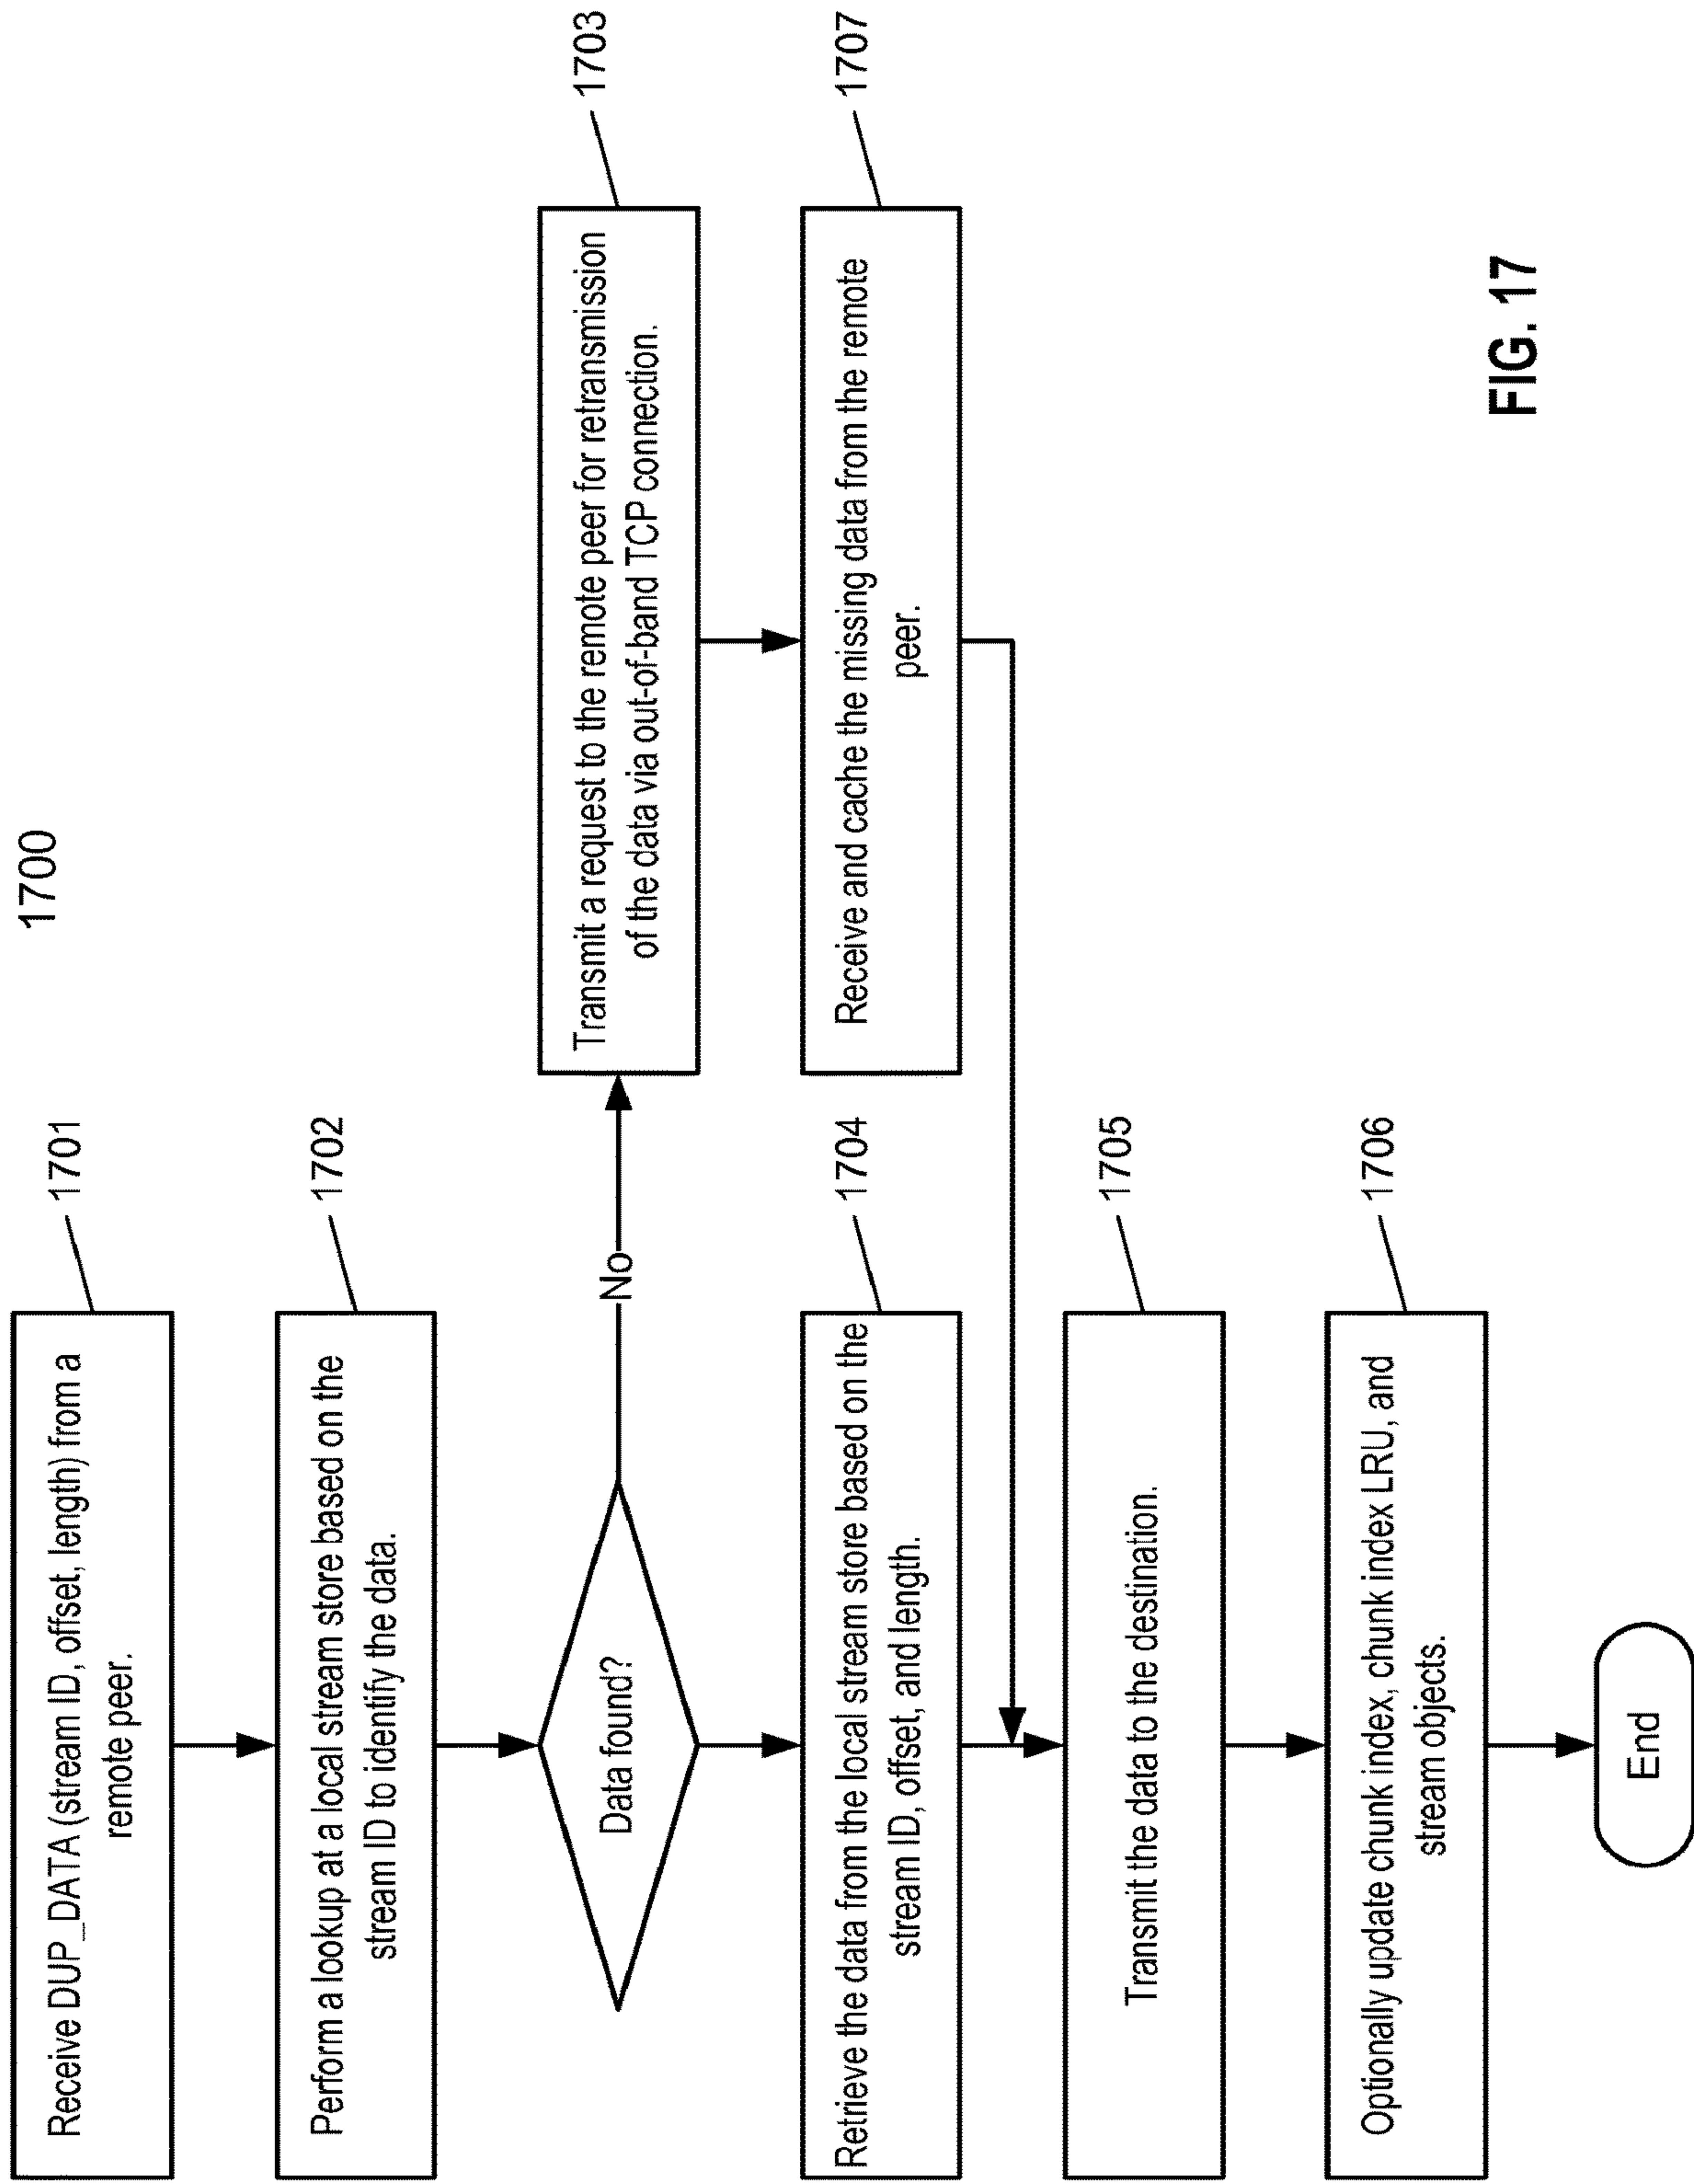 1700
Receive DUP_DATA (stream ID, offset, length) from a
remote peer.
1701
Perform a lookup at a local stream store based on the
stream ID to identify the data.
1702
Data found?
No
Transmit a request to the remote peer for retransmission
of the data via out-of-band TCP connection.
1703
Retrieve the data from the local stream store based on the
stream ID, offset, and length.
1704
Receive and cache the missing data from the remote
peer.
1707
Transmit the data to the destination.
1705
Optionally update chunk index, chunk index LRU, and
stream objects.
1706
End
FIG. 17